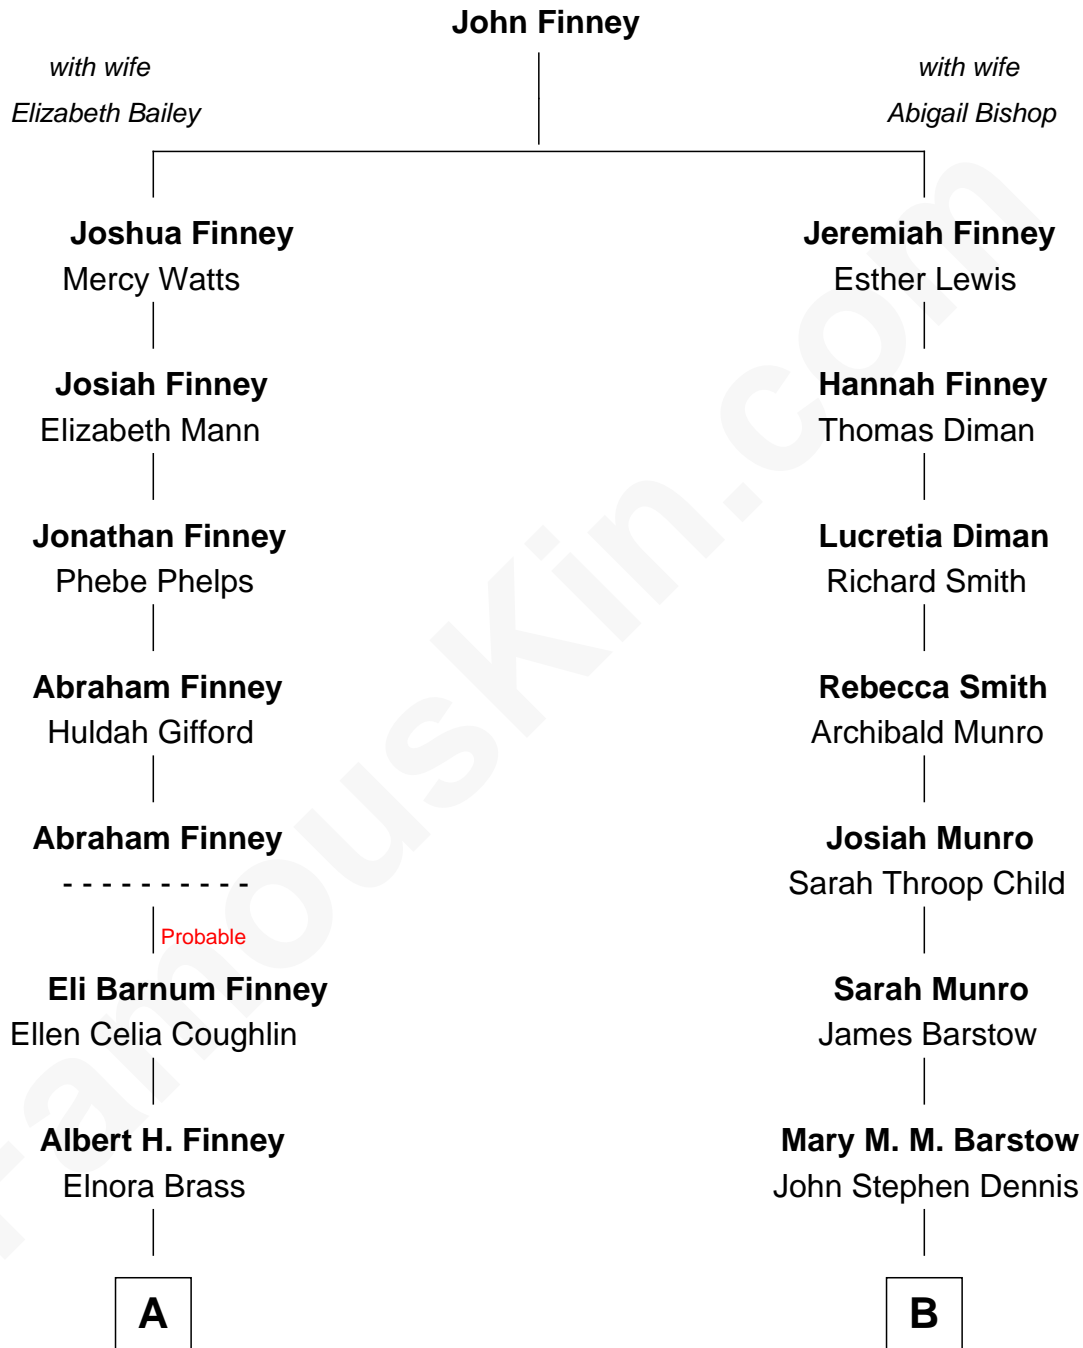 John Finney
with wife
Elizabeth Bailey
with wife
Abigail Bishop
Joshua Finney
Mercy Watts
Jeremiah Finney
Esther Lewis
Josiah Finney
Elizabeth Mann
Hannah Finney
Thomas Diman
Jonathan Finney
Phebe Phelps
Lucretia Diman
Richard Smith
Abraham Finney
Huldah Gifford
Rebecca Smith
Archibald Munro
Abraham Finney
- - - - - - - - - -
Probable
Josiah Munro
Sarah Throop Child
Eli Barnum Finney
Ellen Celia Coughlin
Sarah Munro
James Barstow
Albert H. Finney
Elnora Brass
Mary M. M. Barstow
John Stephen Dennis
A
B
FamousKin.com